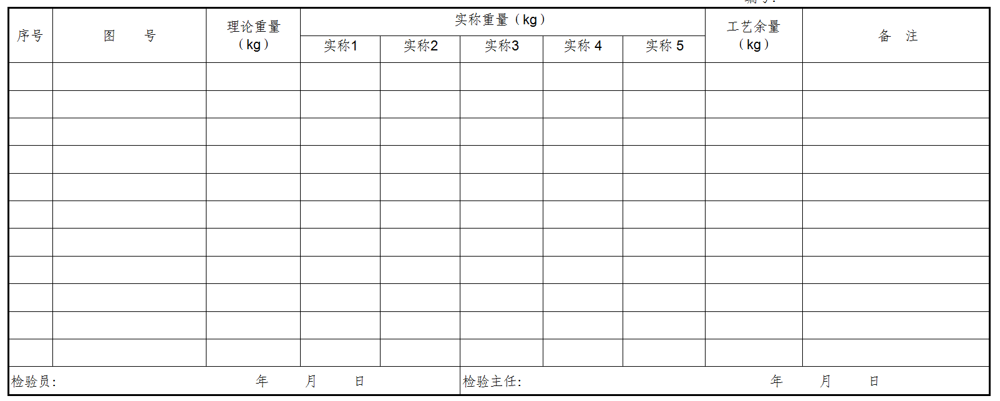 序号 图 号 理论重量（kg） 实称重量（kg） 工艺余量（kg） 备 注
实称1 实称2 实称3 实称 4 实称 5
检验员： 年 月 日 检验主任： 年 月 日